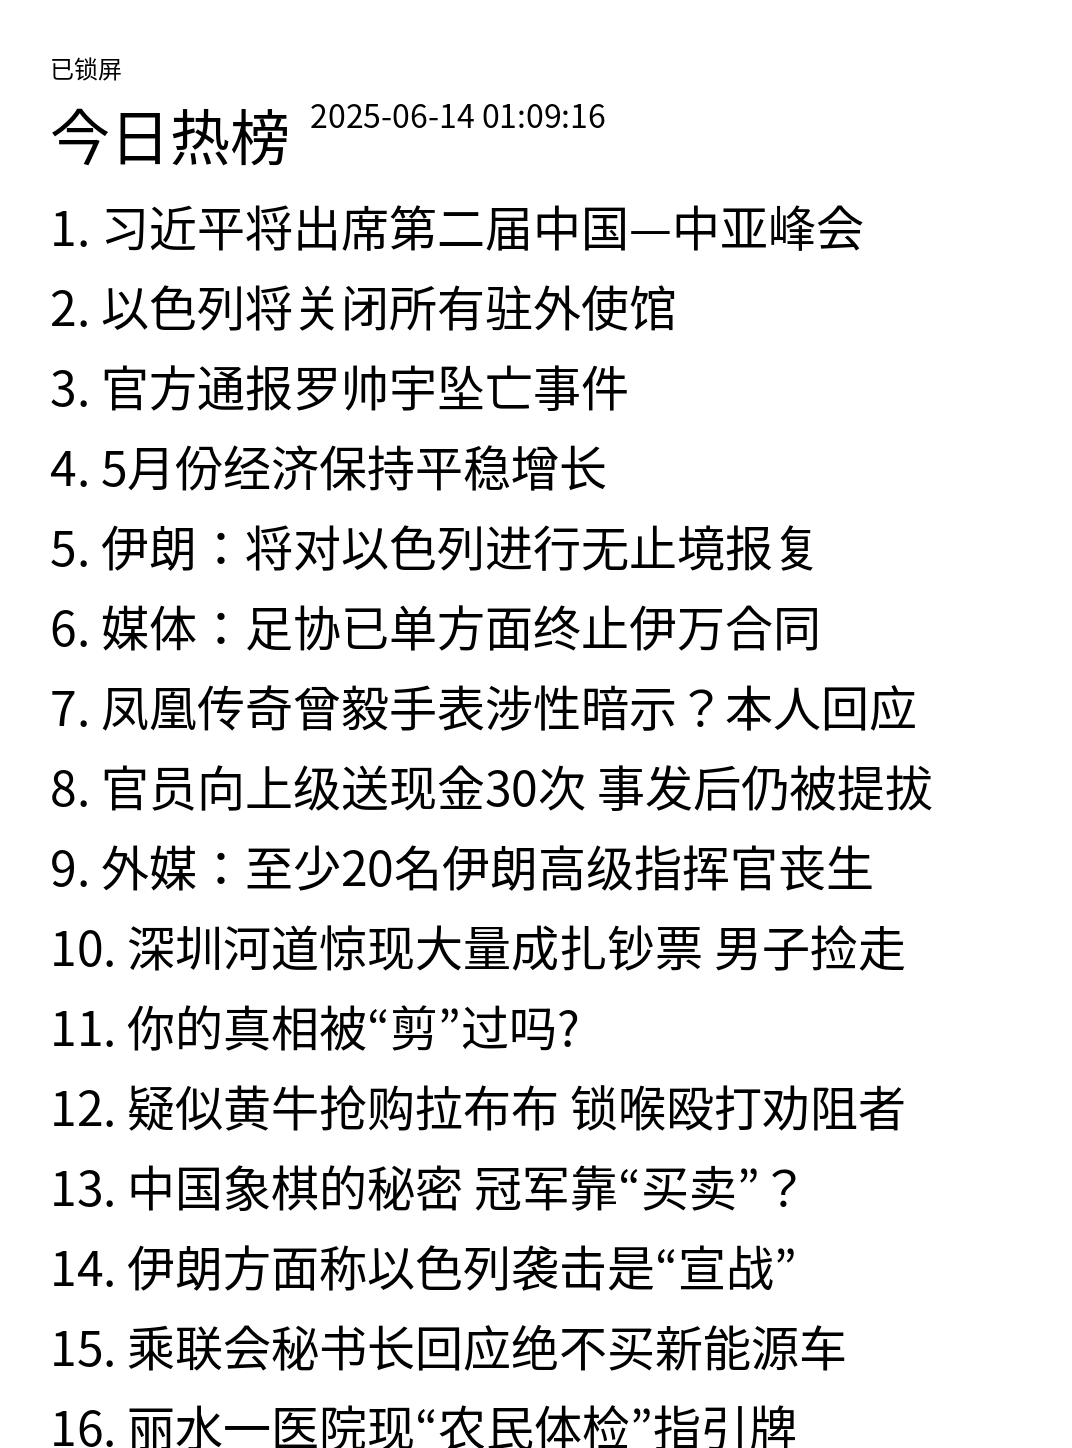 已锁屏
今日热榜 2025-06-14 01:09:16
1. 习近平将出席第二届中国—中亚峰会
2. 以色列将关闭所有驻外使馆
3. 官方通报罗帅宇坠亡事件
4. 5月份经济保持平稳增长
5. 伊朗：将对以色列进行无止境报复
6. 媒体：足协已单方面终止伊万合同
7. 凤凰传奇曾毅手表涉性暗示？本人回应
8. 官员向上级送现金30次 事发后仍被提拔
9. 外媒：至少20名伊朗高级指挥官丧生
10. 深圳河道惊现大量成扎钞票 男子捡走
11. 你的真相被“剪”过吗?
12. 疑似黄牛抢购拉布布 锁喉殴打劝阻者
13. 中国象棋的秘密 冠军靠“买卖”？
14. 伊朗方面称以色列袭击是“宣战”
15. 乘联会秘书长回应绝不买新能源车
16. 丽水一医院现“农民体检”指引牌